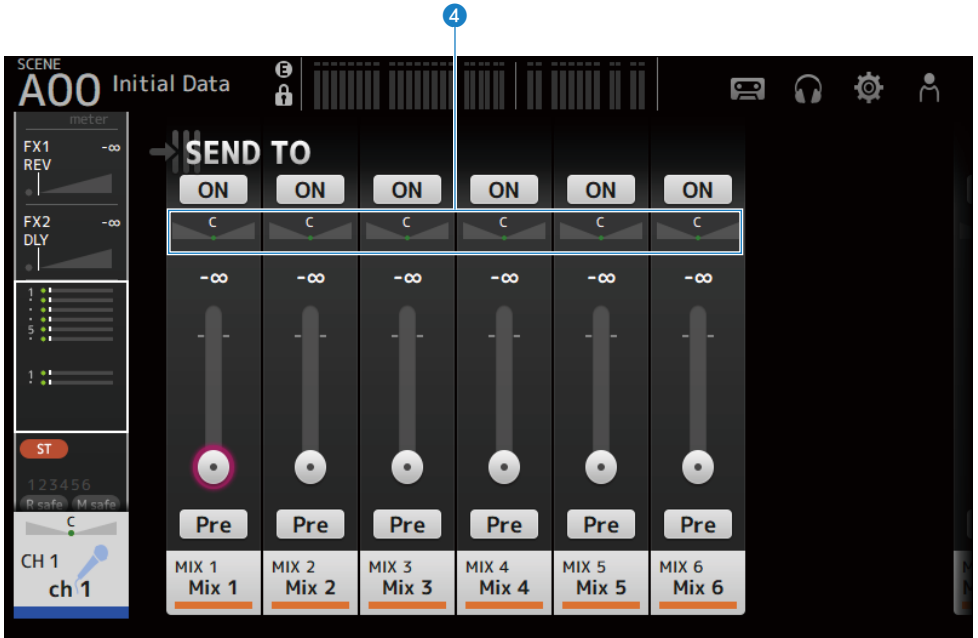 4
SCENE
A00 Initial Data E
meter
FX1 -∞
REV
FX2 -∞
DLY
SEND TO
ON ON ON ON ON ON
C C C C C C
-∞ -∞ -∞ -∞ -∞ -∞
1
5
1
ST
123456
R safe M safe
C
CH 1
ch 1
Pre Pre Pre Pre Pre Pre
MIX 1 MIX 2 MIX 3 MIX 4 MIX 5 MIX 6
Mix 1 Mix 2 Mix 3 Mix 4 Mix 5 Mix 6